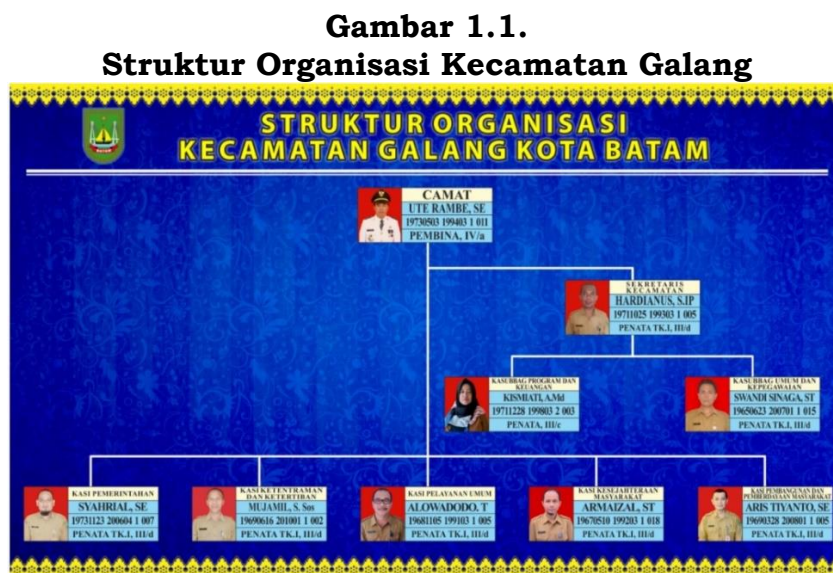 Gambar 1.1.
Struktur Organisasi Kecamatan Galang
STRUKTUR ORGANISASI
KECAMATAN GALANG KOTA BATAM
CAMAT
UTE RAMBE, SE
19730503 199403 1 011
PEMBINA, IV/a
SEKRETARIS
KECAMATAN
HARDIANUS, S.IP
19711025 199303 1 005
PENATA TK.I, III/d
KASUBBAG PROGRAM DAN
KEUANGAN
KISMIATI, A.Md
19711228 199803 2 003
PENATA, III/c
KASUBBAG UMUM DAN
KEPEGAWAIAN
SWANDI SINAGA, ST
19650623 200701 1 015
PENATA TK.I, III/d
KASI PEMERINTAHAN
SYAHRIAL, SE
19731123 200604 1 007
PENATA TK.I, III/d
KASI KETENTRAMAN
DAN KETERTIBAN
MUJAMIL, S. Sos
19690616 201001 1 002
PENATA TK.I, III/d
KASI PELAYANAN UMUM
ALOWADODO, T
19681105 199103 1 005
PENATA TK.I, III/d
KASI KESEJAHTERAAN
MASYARAKAT
ARMAIZAL, ST
19670510 199203 1 018
PENATA TK.I, III/d
KASI PEMBANGUNAN DAN
PEMBERDAYAAN MASYARAKAT
ARIS TIYANTO, SE
19690328 200801 1 005
PENATA TK.I, III/d